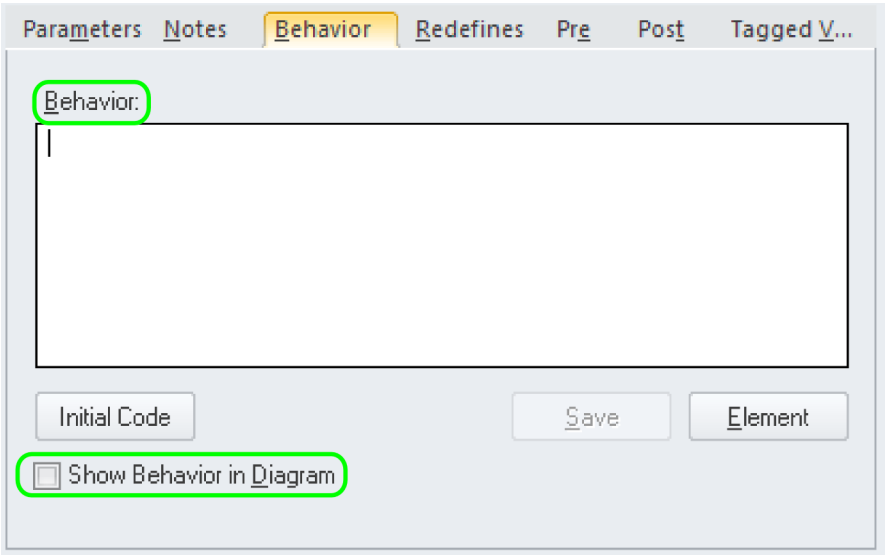 Parameters Notes Behavior Redefines Pre Post Tagged V...
Behavior:
Initial Code Save Element
Show Behavior in Diagram